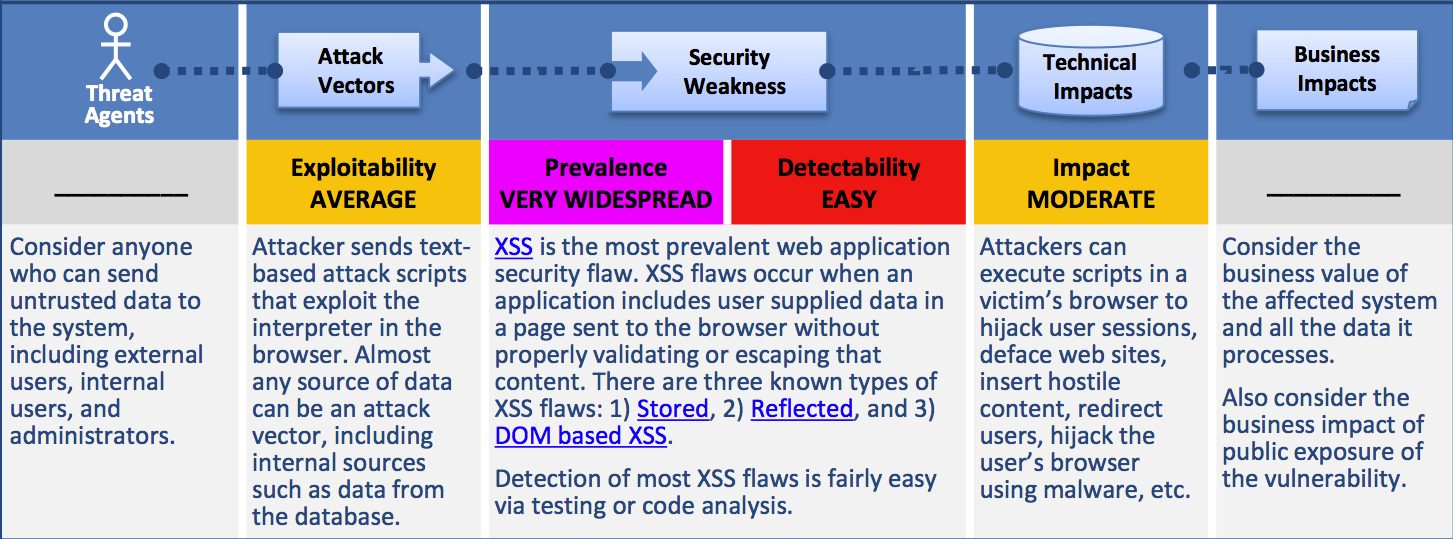 Threat
Agents
Attack
Vectors
Security
Weakness
Technical
Impacts
Business
Impacts
__________
Exploitability
AVERAGE
Prevalence
VERY WIDESPREAD
Detectability
EASY
Impact
MODERATE
__________
Consider anyone
who can send
untrusted data to
the system,
including external
users, internal
users, and
administrators.
Attacker sends text-
based attack scripts
that exploit the
interpreter in the
browser. Almost
any source of data
can be an attack
vector, including
internal sources
such as data from
the database.
XSS is the most prevalent web application
security flaw. XSS flaws occur when an
application includes user supplied data in
a page sent to the browser without
properly validating or escaping that
content. There are three known types of
XSS flaws: 1) Stored, 2) Reflected, and 3)
DOM based XSS.
Detection of most XSS flaws is fairly easy
via testing or code analysis.
Attackers can
execute scripts in a
victim’s browser to
hijack user sessions,
deface web sites,
insert hostile
content, redirect
users, hijack the
user’s browser
using malware, etc.
Consider the
business value of
the affected system
and all the data it
processes.
Also consider the
business impact of
public exposure of
the vulnerability.